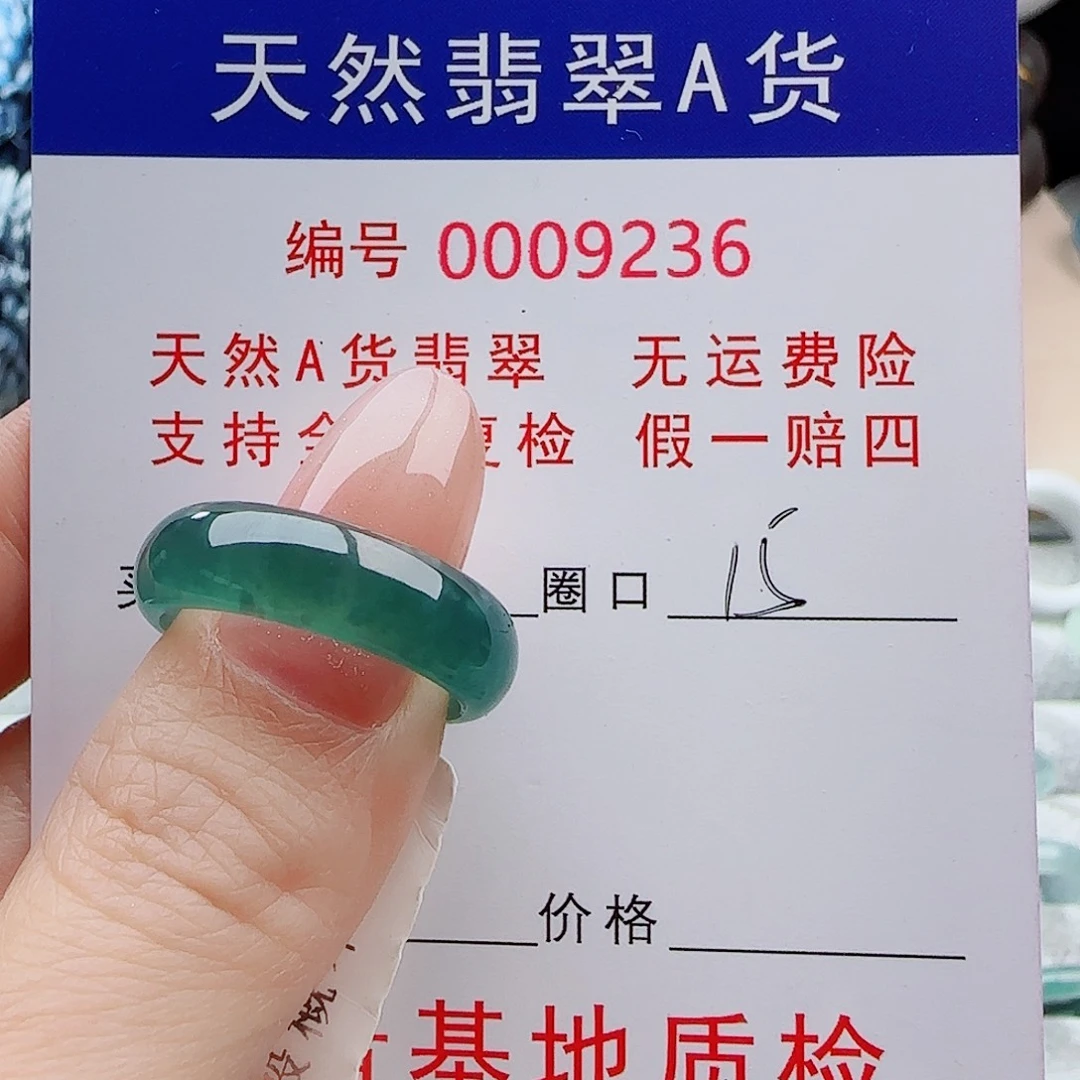 天然翡翠A货
编号 0009236
天然A货翡翠 无运费险
支持 复检 假一赔四
圈口 15
价格
基地质检